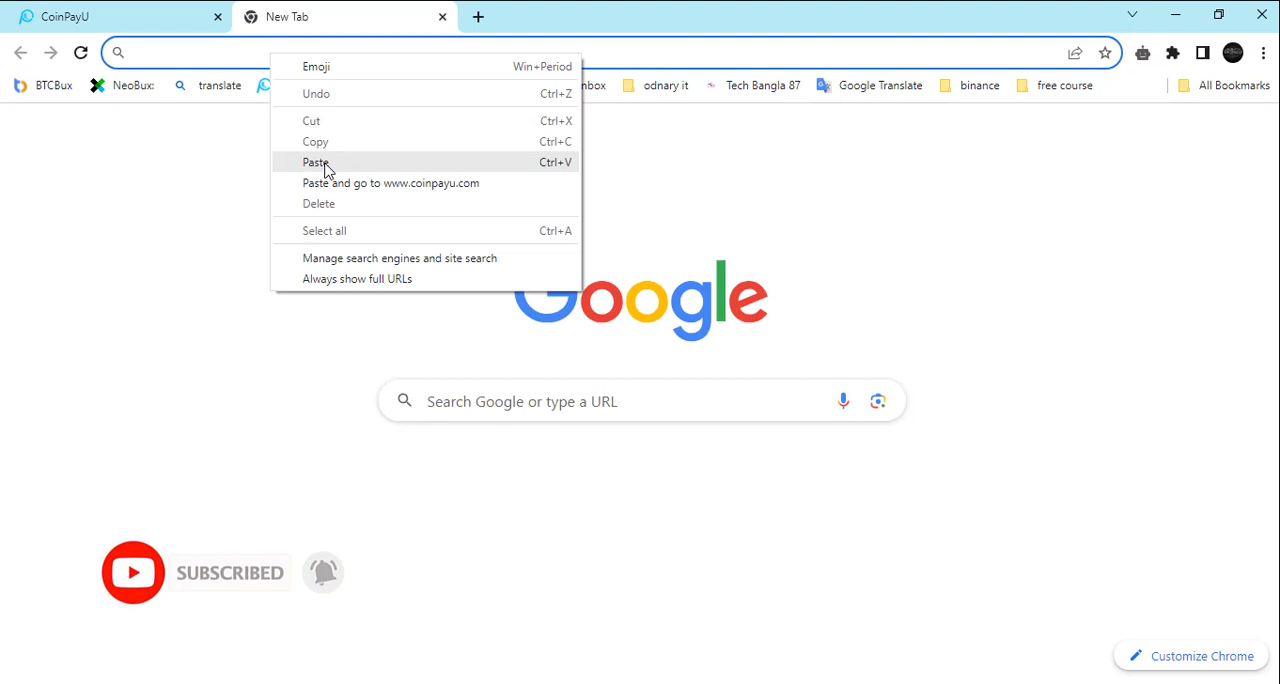 CoinPayU
New Tab
BTCBux NeoBux: translate nbox odnary it Tech Bangla 87 Google Translate binance free course All Bookmarks
Emoji Win+Period
Undo Ctrl+Z
Cut Ctrl+X
Copy Ctrl+C
Paste Ctrl+V
Paste and go to www.coinpayu.com
Delete
Select all Ctrl+A
Manage search engines and site search
Always show full URLs
Google
Search Google or type a URL
SUBSCRIBED
Customize Chrome